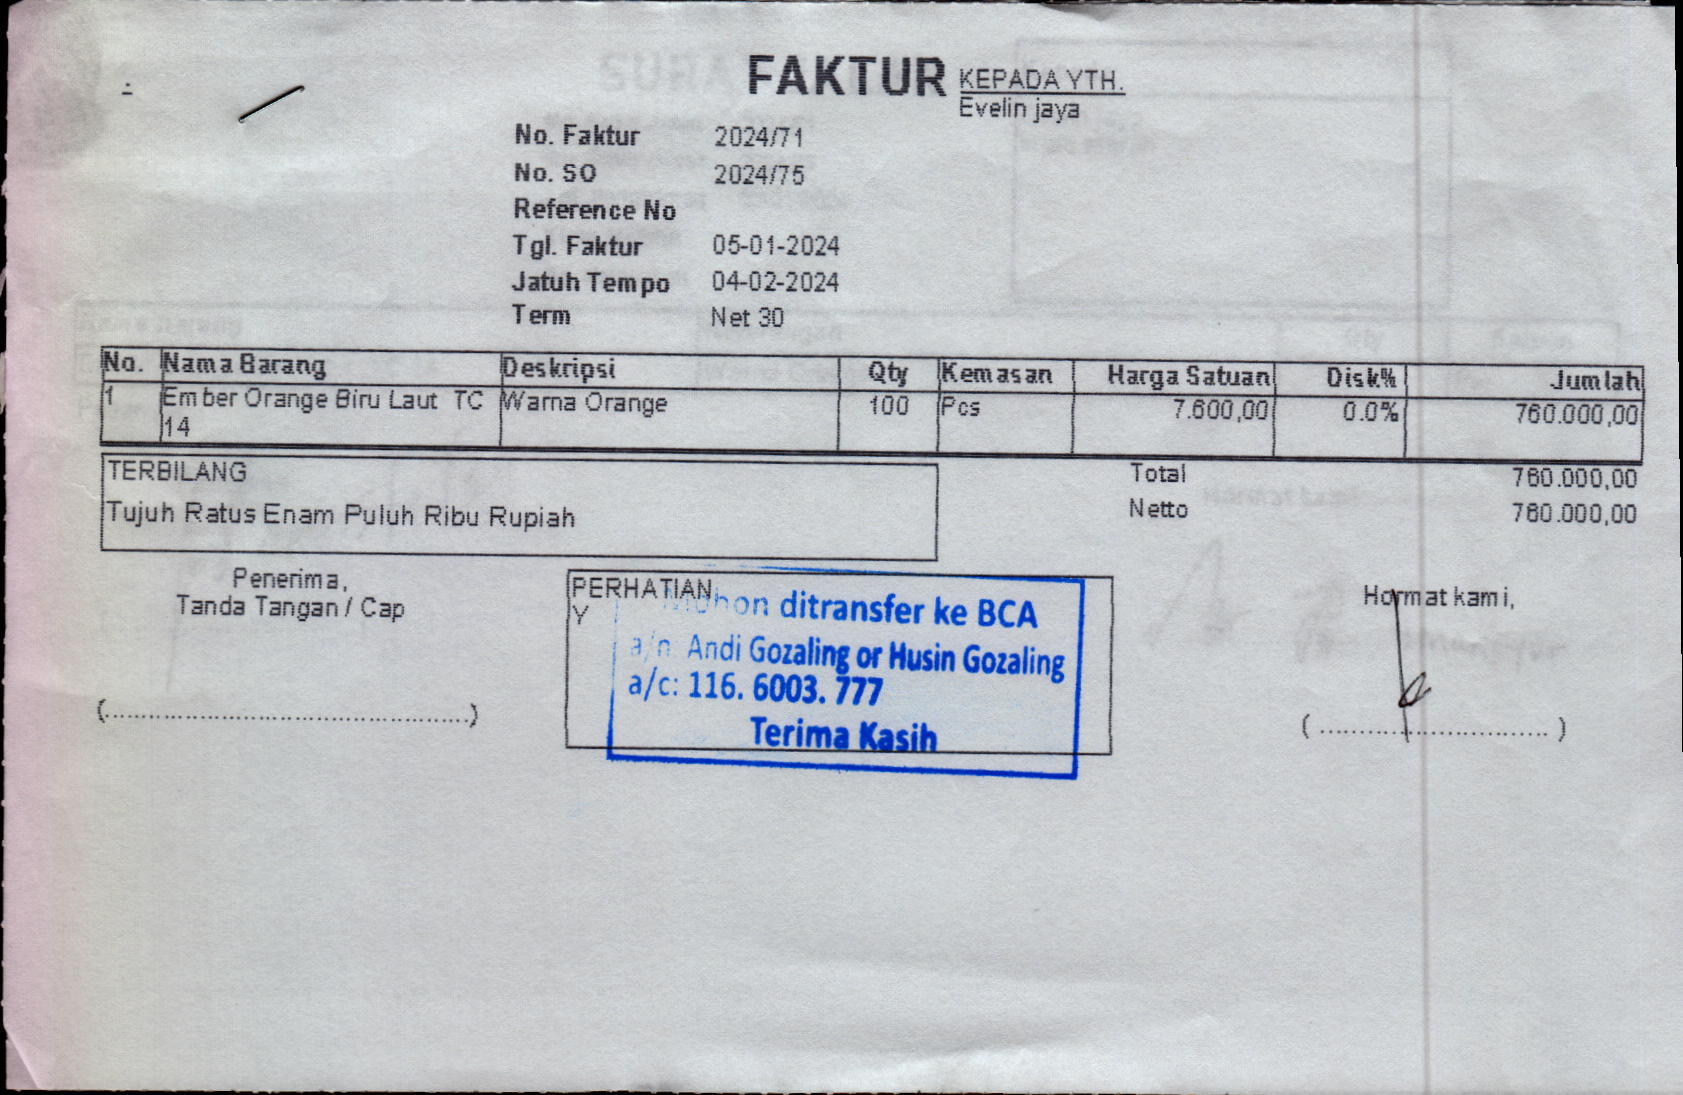 FAKTUR
KEPADA YTH.
Evelin jaya
No. Faktur 2024/71
No. SO 2024/75
Reference No
Tgl. Faktur 05-01-2024
Jatuh Tempo 04-02-2024
Term Net 30
No. Nama Barang Deskripsi Qty Kemasan Harga Satuan Disk% Jumlah
1 Ember Orange Biru Laut TC Warna Orange 100 Pcs 7.600,00 0.0% 760.000,00
14
TERBILANG Total 760.000,00
Tujuh Ratus Enam Puluh Ribu Rupiah Netto 760.000,00
Penerima,
Tanda Tangan / Cap
PERHATIAN
Y
Mohon ditransfer ke BCA
a/n Andi Gozaling or Husin Gozaling
a/c: 116. 6003. 777
Terima Kasih
Hormat kami,
(..................................................)
(................................)